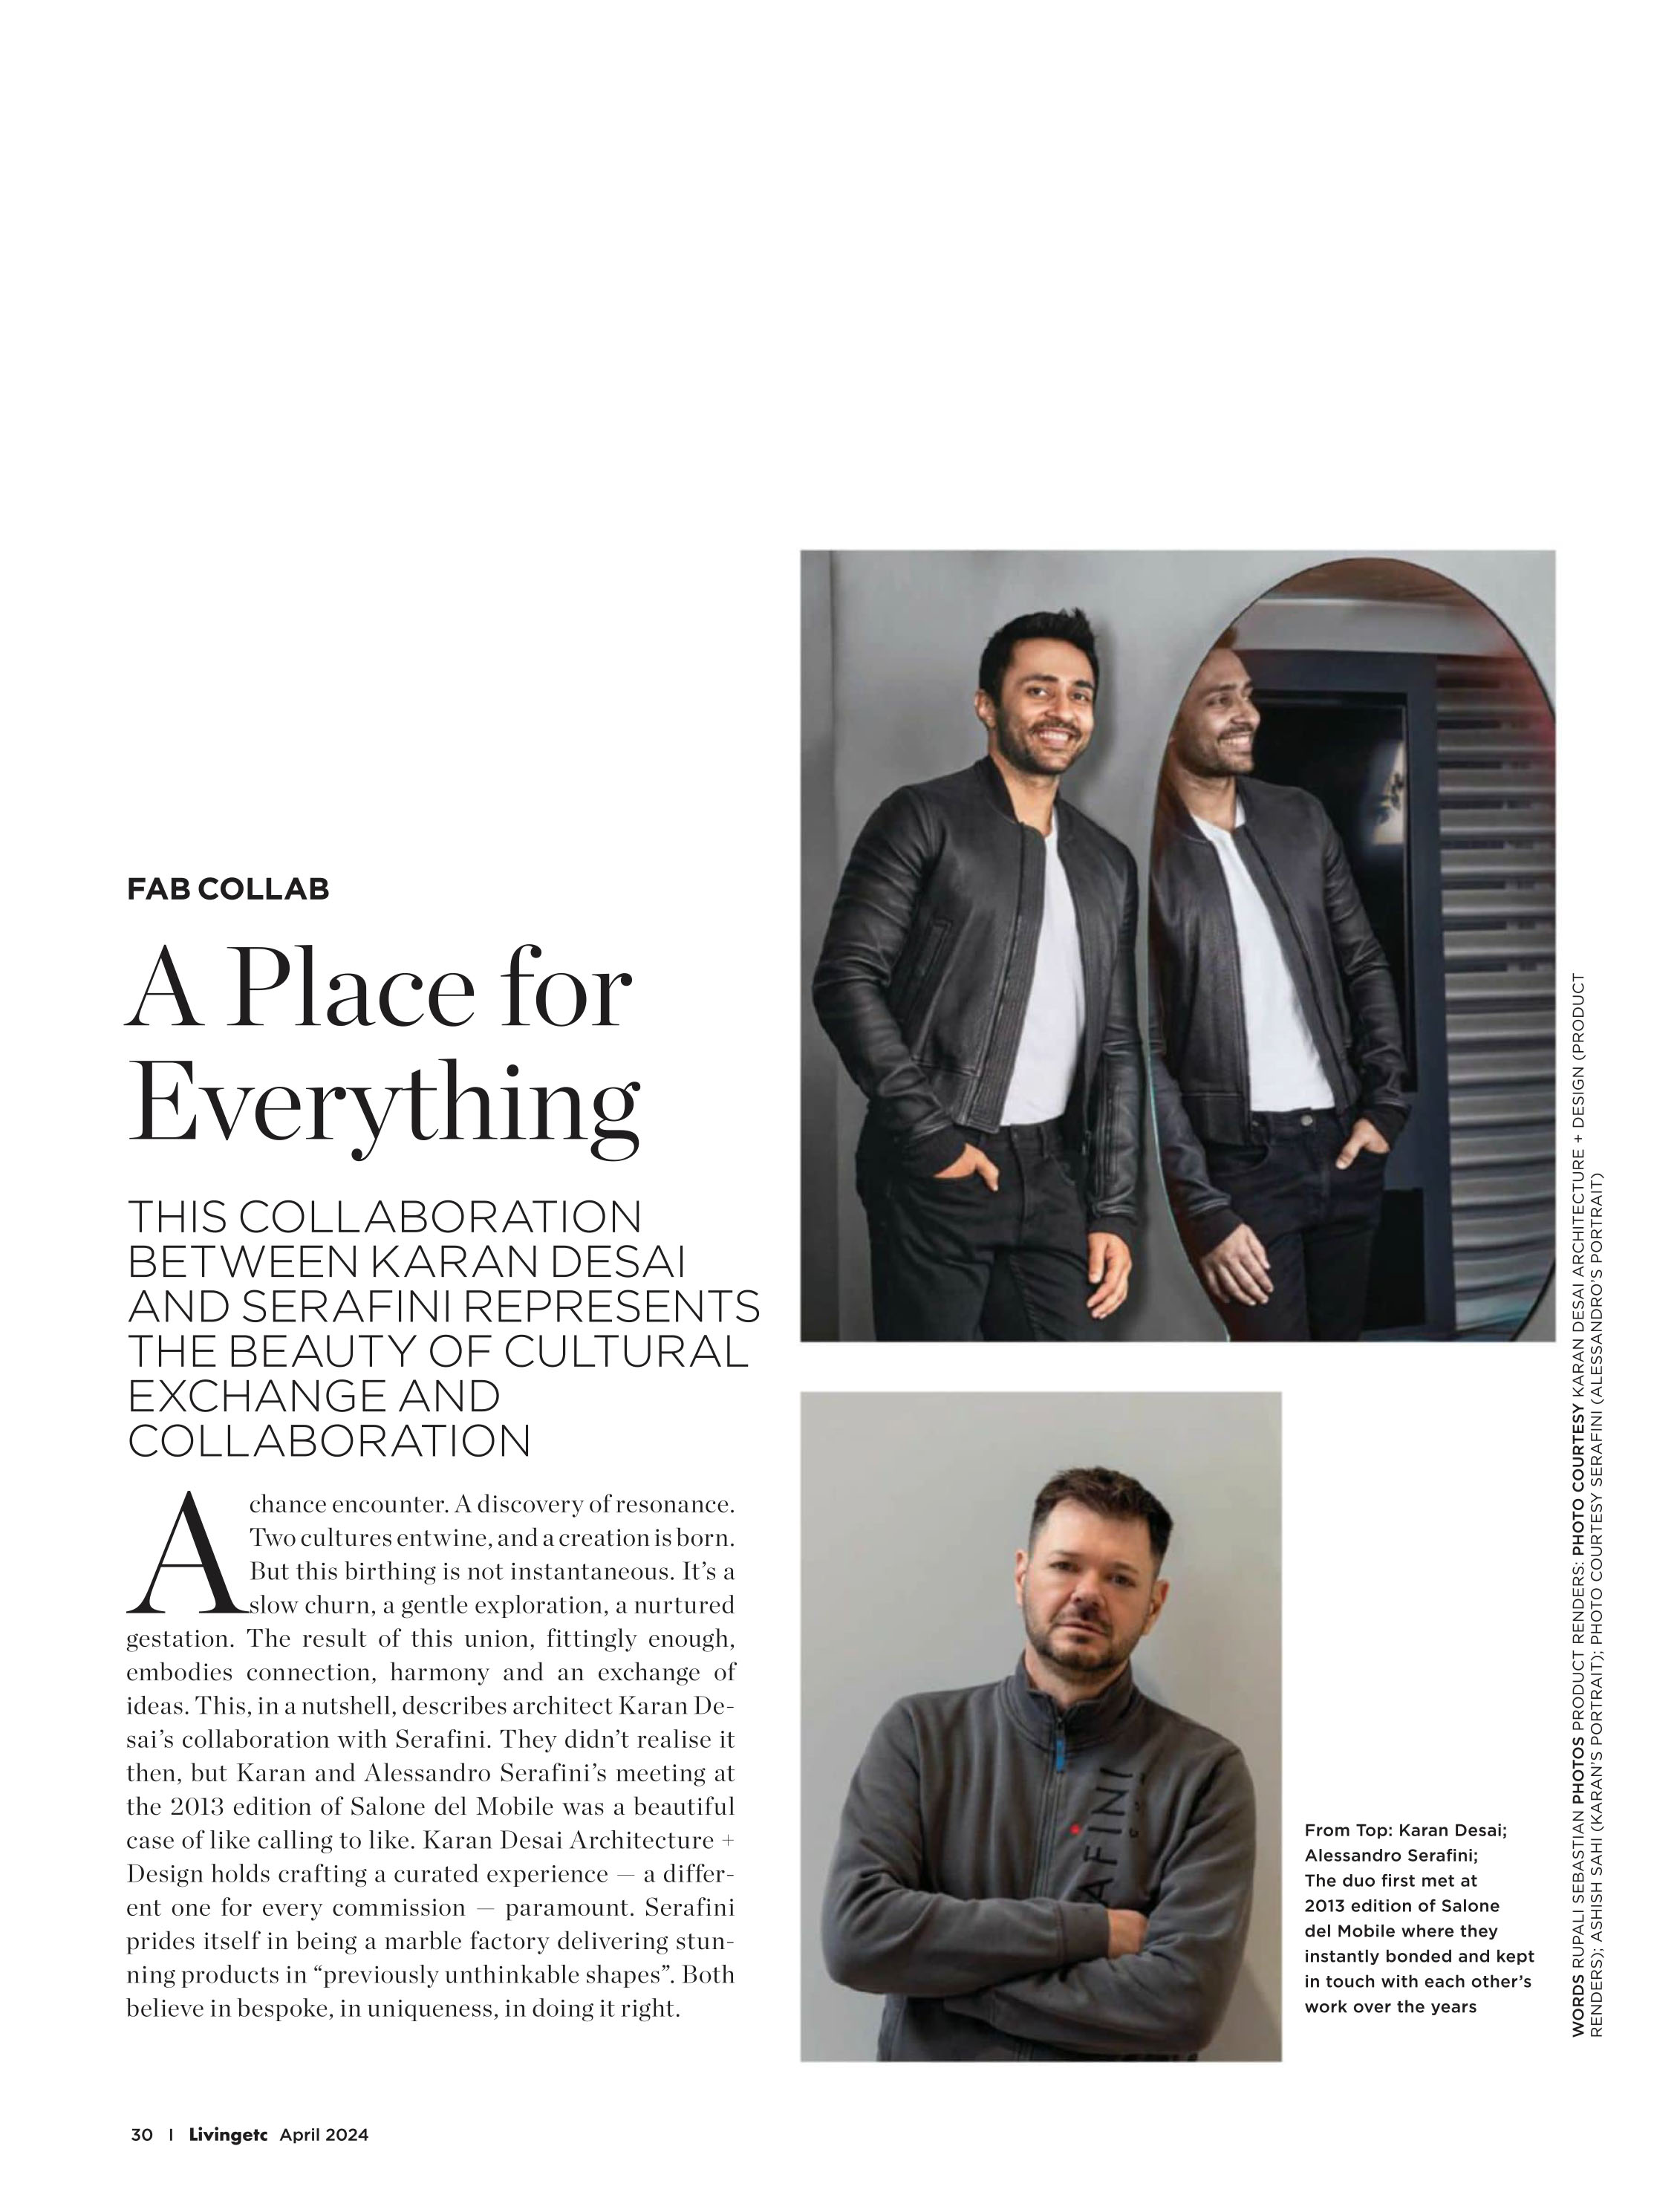 FAB COLLAB
A Place for
Everything
THIS COLLABORATION
BETWEEN KARAN DESAI
AND SERAFINI REPRESENTS
THE BEAUTY OF CULTURAL
EXCHANGE AND
COLLABORATION
A chance encounter. A discovery of resonance.
Two cultures entwine, and a creation is born.
But this birthing is not instantaneous. It’s a
slow churn, a gentle exploration, a nurtured
gestation. The result of this union, fittingly enough,
embodies connection, harmony and an exchange of
ideas. This, in a nutshell, describes architect Karan De-
sai’s collaboration with Serafini. They didn’t realise it
then, but Karan and Alessandro Serafini’s meeting at
the 2013 edition of Salone del Mobile was a beautiful
case of like calling to like. Karan Desai Architecture +
Design holds crafting a curated experience — a differ-
ent one for every commission — paramount. Serafini
prides itself in being a marble factory delivering stun-
ning products in “previously unthinkable shapes”. Both
believe in bespoke, in uniqueness, in doing it right.
AFINI
From Top: Karan Desai;
Alessandro Serafini;
The duo first met at
2013 edition of Salone
del Mobile where they
instantly bonded and kept
in touch with each other’s
work over the years
WORDS RUPALI SEBASTIAN PHOTOS PRODUCT RENDERS: PHOTO COURTESY KARAN DESAI ARCHITECTURE + DESIGN (PRODUCT
RENDERS); ASHISH SAHI (KARAN’S PORTRAIT); PHOTO COURTESY SERAFINI (ALESSANDRO’S PORTRAIT)
30 I Livingetc April 2024